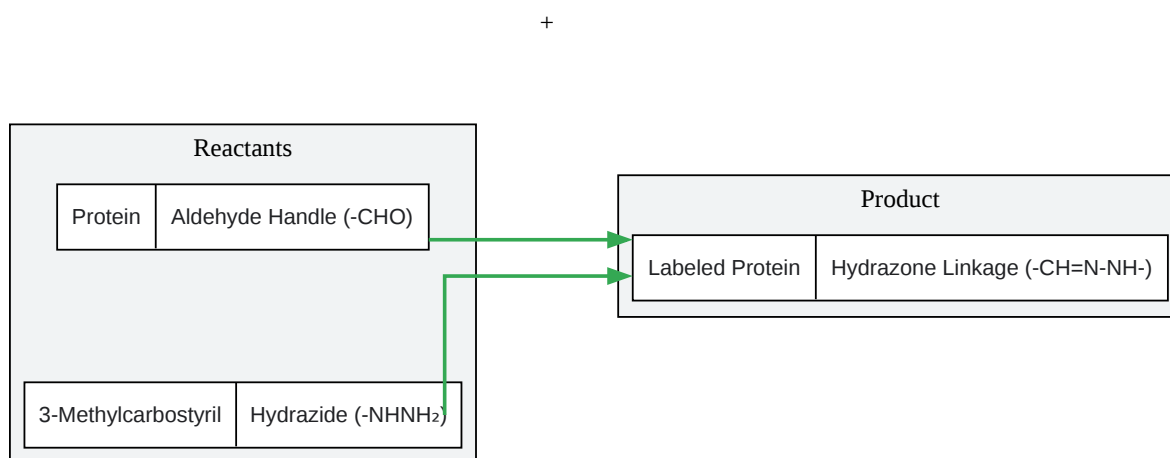 +
Reactants
Protein
Aldehyde Handle (-CHO)
3-Methylcarbostyril
Hydrazide (-NHNH₂)
Product
Labeled Protein
Hydrazone Linkage (-CH=N-NH-)